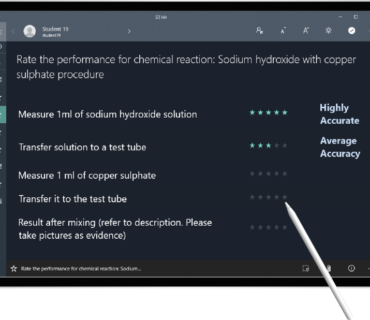 Student 19
Student 19
Rate the performance for chemical reaction: Sodium hydroxide with copper
sulphate procedure
Measure 1ml of sodium hydroxide solution
Highly
Accurate
Transfer solution to a test tube
Average
Accuracy
Measure 1 ml of copper sulphate
Transfer it to the test tube
Result after mixing (refer to description. Please
take pictures as evidence)
Rate the performance for chemical reaction: Sodium...